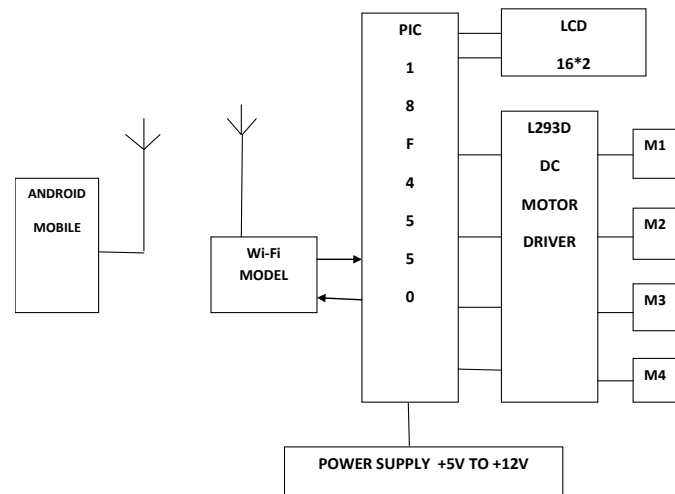 ANDROID
MOBILE
Wi-Fi
MODEL
PIC
1
8
F
4
5
5
0
LCD
16*2
L293D
DC
MOTOR
DRIVER
M1
M2
M3
M4
POWER SUPPLY +5V TO +12V